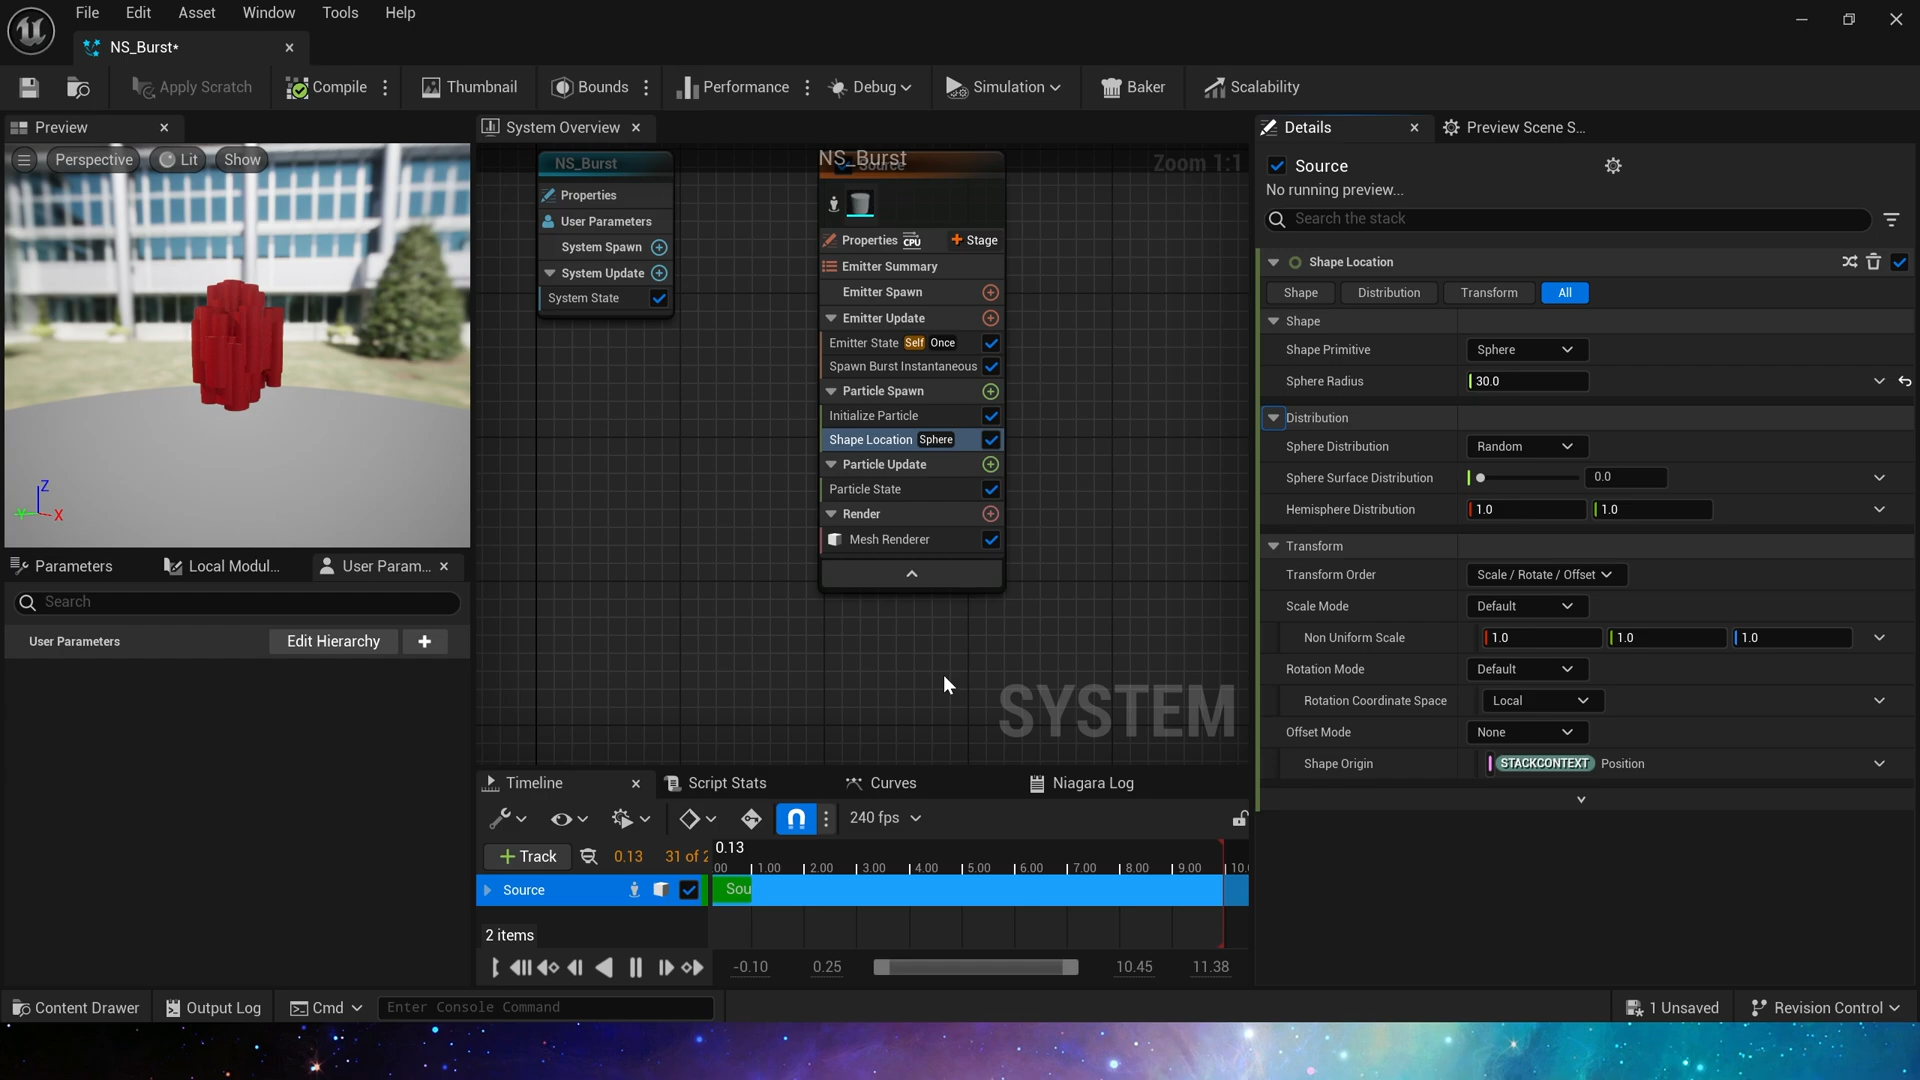 File Edit Asset Window Tools Help
NS_Burst*
Apply Scratch Compile Thumbnail Bounds Performance Debug Simulation Baker Scalability
Preview
Perspective Lit Show
Z
Y X
Parameters Local Modul... User Param...
Search
User Parameters Edit Hierarchy
System Overview
NS_Burst
Zoom 1:1
NS_Burst
Properties
User Parameters
System Spawn
System Update
System State
Source
Properties CPU Stage
Emitter Summary
Emitter Spawn
Emitter Update
Emitter State Self Once
Spawn Burst Instantaneous
Particle Spawn
Initialize Particle
Shape Location Sphere
Particle Update
Particle State
Render
Mesh Renderer
SYSTEM
Timeline Script Stats Curves Niagara Log
240 fps
Track 0.13 31 of 2
0.13
00 1.00 2.00 3.00 4.00 5.00 6.00 7.00 8.00 9.00 10.
Source
Sou
2 items
-0.10 0.25 10.45 11.38
Details Preview Scene S...
Source
No running preview...
Search the stack
Shape Location
Shape Distribution Transform All
Shape
Shape Primitive Sphere
Sphere Radius 30.0
Distribution
Sphere Distribution Random
Sphere Surface Distribution 0.0
Hemisphere Distribution 1.0 1.0
Transform
Transform Order Scale / Rotate / Offset
Scale Mode Default
Non Uniform Scale 1.0 1.0 1.0
Rotation Mode Default
Rotation Coordinate Space Local
Offset Mode None
Shape Origin STACKCONTEXT Position
Content Drawer Output Log Cmd Enter Console Command 1 Unsaved Revision Control